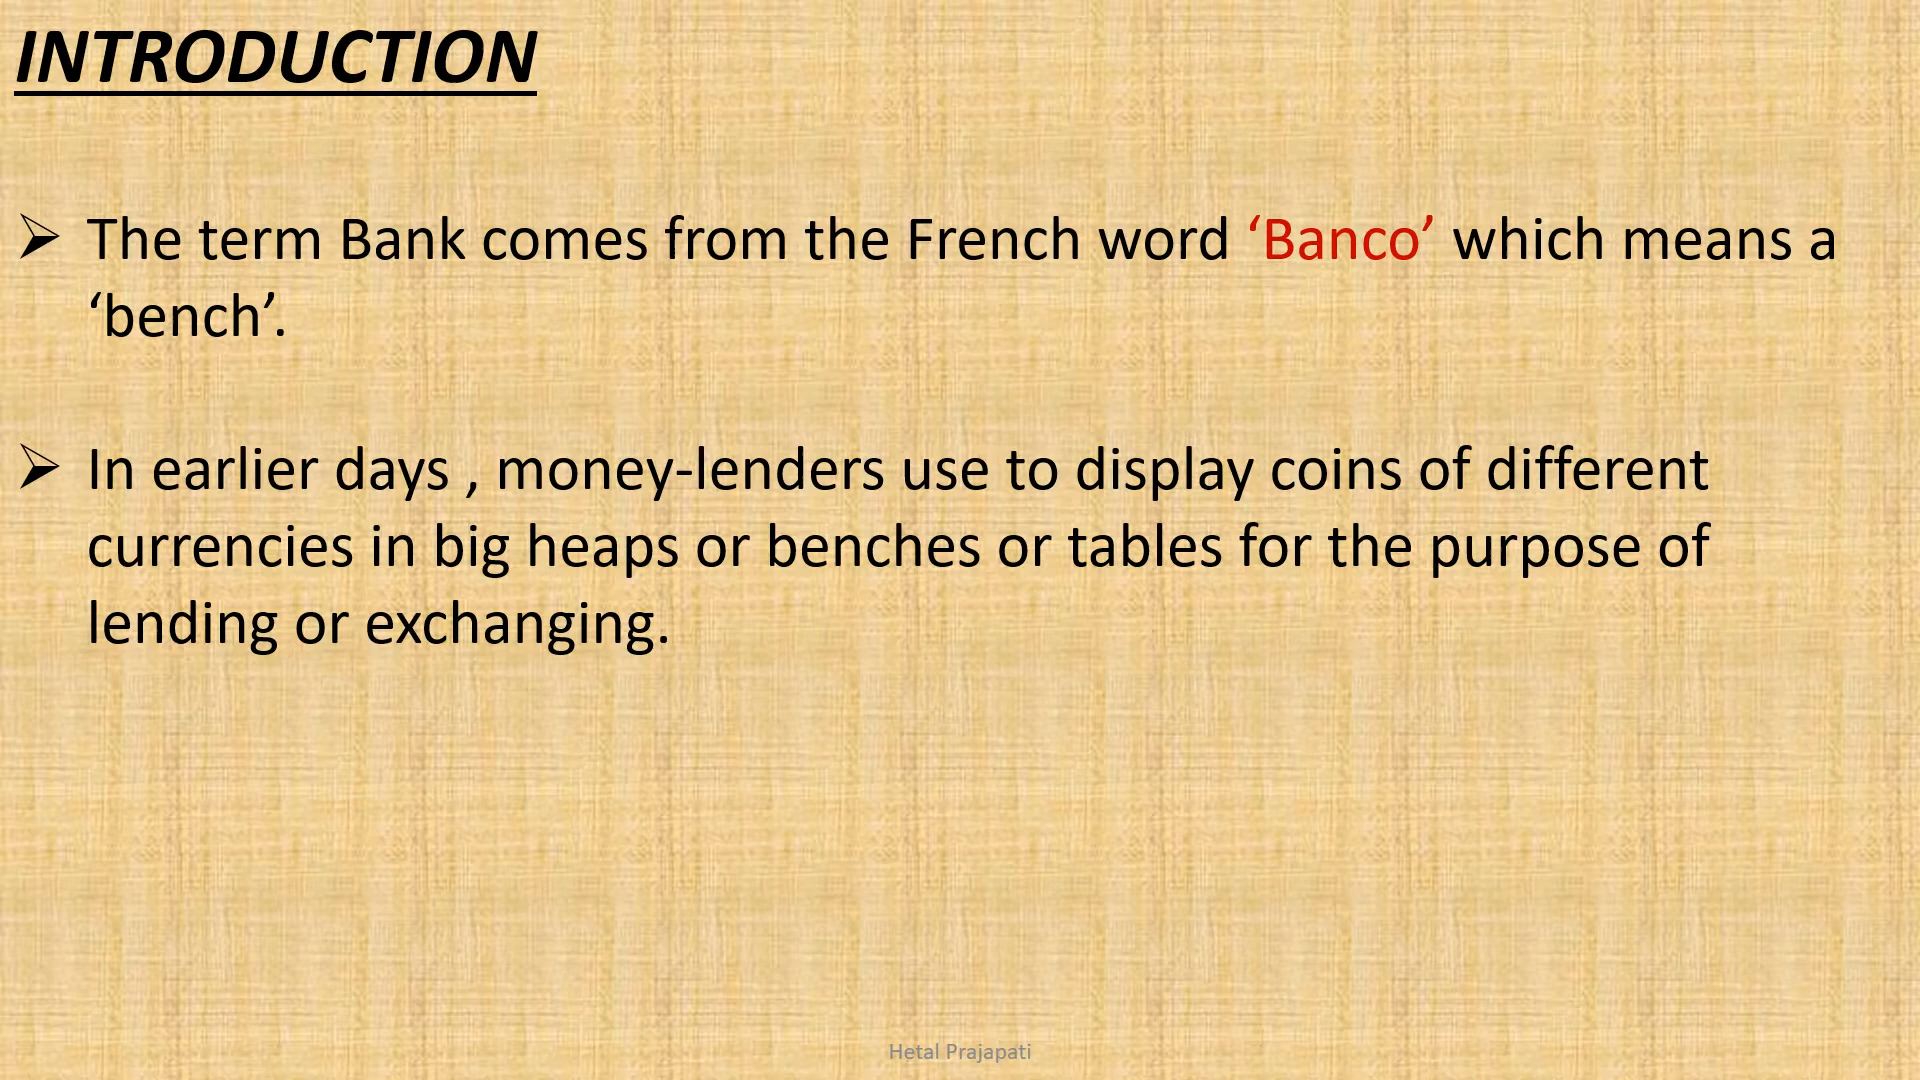 INTRODUCTION
➢ The term Bank comes from the French word ‘Banco’ which means a
‘bench’.
➢ In earlier days , money-lenders use to display coins of different
currencies in big heaps or benches or tables for the purpose of
lending or exchanging.
Hetal Prajapati